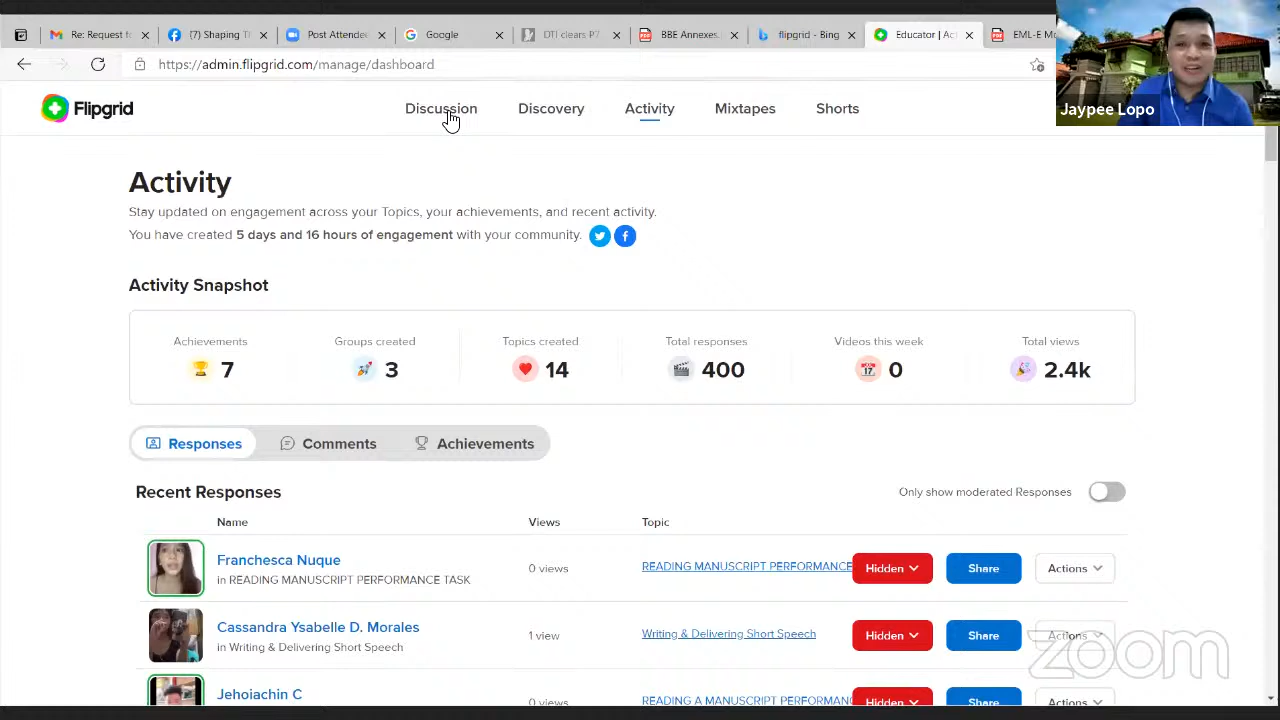 Re: Request to
(7) Shaping Ti
Post Attende
Google
DTI clears P7
BBE Annexes.
flipgrid - Bing
Educator | Ac
EML-E Mo
https://admin.flipgrid.com/manage/dashboard
Jaypee Lopo
Flipgrid
Discussion
Discovery
Activity
Mixtapes
Shorts
Activity
Stay updated on engagement across your Topics, your achievements, and recent activity.
You have created 5 days and 16 hours of engagement with your community.
Activity Snapshot
Achievements
7
Groups created
3
Topics created
14
Total responses
400
Videos this week
0
Total views
2.4k
Responses
Comments
Achievements
Recent Responses
Only show moderated Responses
Name
Views
Topic
Franchesca Nuque
in READING MANUSCRIPT PERFORMANCE TASK
0 views
READING MANUSCRIPT PERFORMANCE
Hidden
Share
Actions
Cassandra Ysabelle D. Morales
in Writing & Delivering Short Speech
1 view
Writing & Delivering Short Speech
Hidden
Share
Actions
zoom
Jehoiachin C
0 views
READING A MANUSCRIPT PERFORMANC
Hidden
Share
Actions